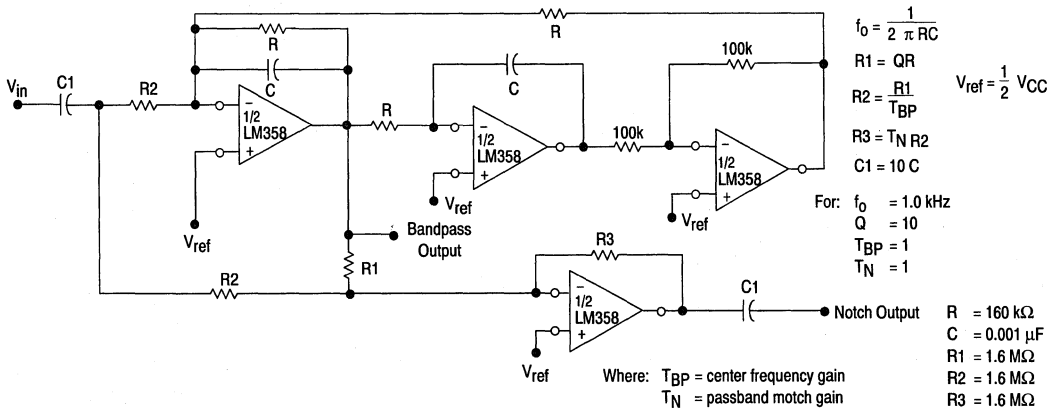 R
R
C
100k
V_in
C1
R2
−
1/2
LM358
+
V_ref
R
C
−
1/2
LM358
+
V_ref
100k
−
1/2
LM358
+
V_ref
Bandpass
Output
R1
R2
R3
−
1/2
LM358
+
V_ref
C1
Notch Output
f_o = 1 / 2 π RC
R1 = QR
R2 = R1 / T_BP
R3 = T_N R2
C1 = 10 C
V_ref = 1/2 V_CC
For: f_o = 1.0 kHz
Q = 10
T_BP = 1
T_N = 1
R = 160 kΩ
C = 0.001 μF
R1 = 1.6 MΩ
R2 = 1.6 MΩ
R3 = 1.6 MΩ
Where: T_BP = center frequency gain
T_N = passband motch gain